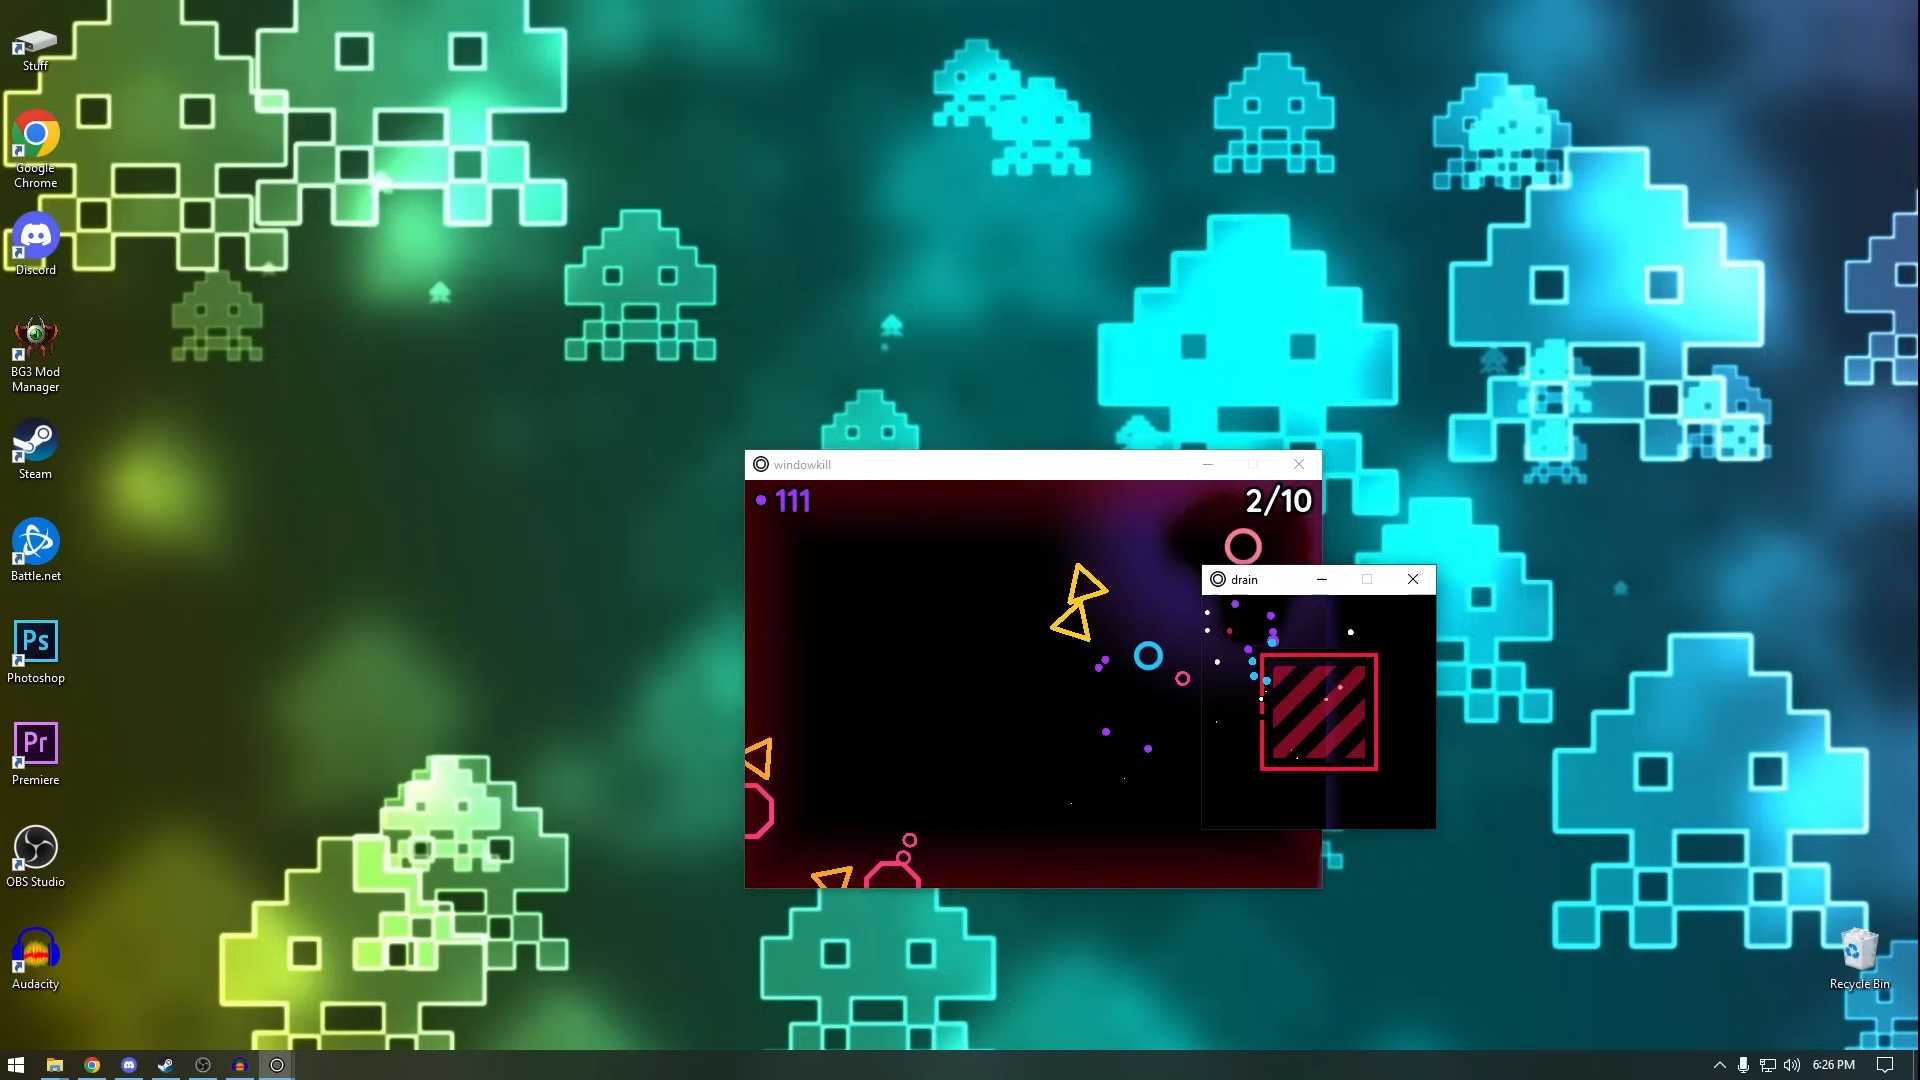 Stuff
Google
Chrome
Discord
BG3 Mod
Manager
Steam
Battle.net
Ps
Photoshop
Pr
Premiere
OBS Studio
Audacity
windowkill
111
2/10
drain
Recycle Bin
6:26 PM